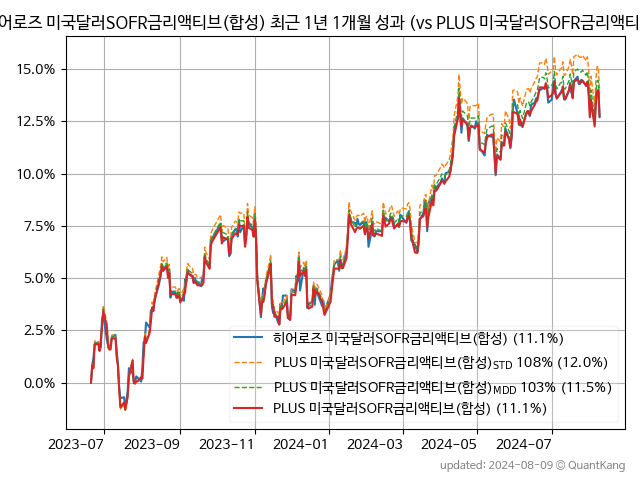 어로즈 미국달러SOFR금리액티브(합성) 최근 1년 1개월 성과 (vs PLUS 미국달러SOFR금리액티
15.0%
12.5%
10.0%
7.5%
5.0%
2.5%
0.0%
히어로즈 미국달러SOFR금리액티브(합성) (11.1%)
PLUS 미국달러SOFR금리액티브(합성)STD 108% (12.0%)
PLUS 미국달러SOFR금리액티브(합성)MDD 103% (11.5%)
PLUS 미국달러SOFR금리액티브(합성) (11.1%)
2023-07 2023-09 2023-11 2024-01 2024-03 2024-05 2024-07
updated: 2024-08-09 © QuantKang